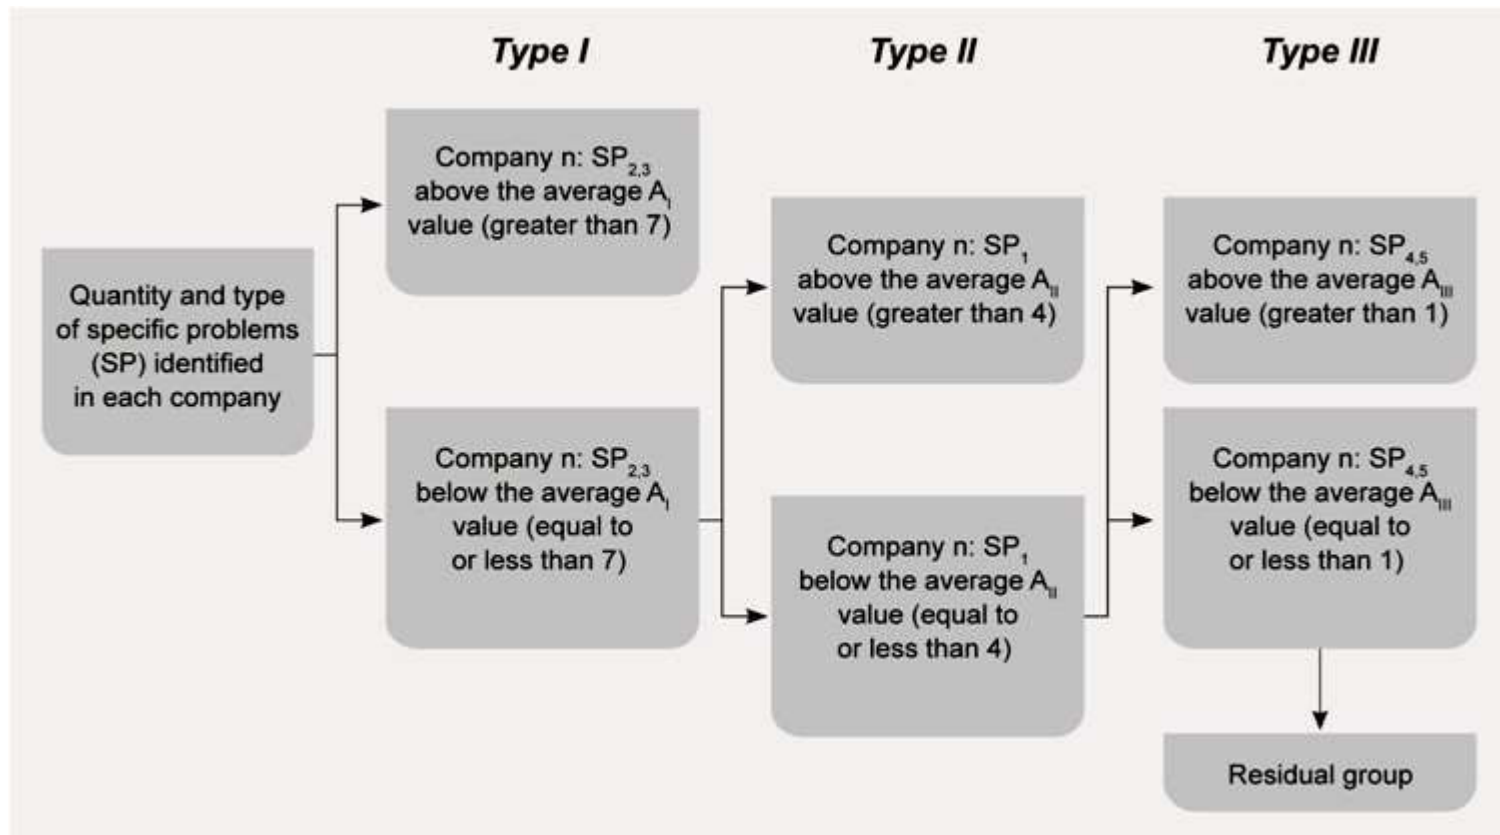 Type I
Type II
Type III
Company n: SP2,3
above the average AI
value (greater than 7)
Quantity and type
of specific problems
(SP) identified
in each company
Company n: SP2,3
below the average AI
value (equal to
or less than 7)
Company n: SP1
above the average AII
value (greater than 4)
Company n: SP1
below the average AII
value (equal to
or less than 4)
Company n: SP4,5
above the average AIII
value (greater than 1)
Company n: SP4,5
below the average AIII
value (equal to
or less than 1)
Residual group